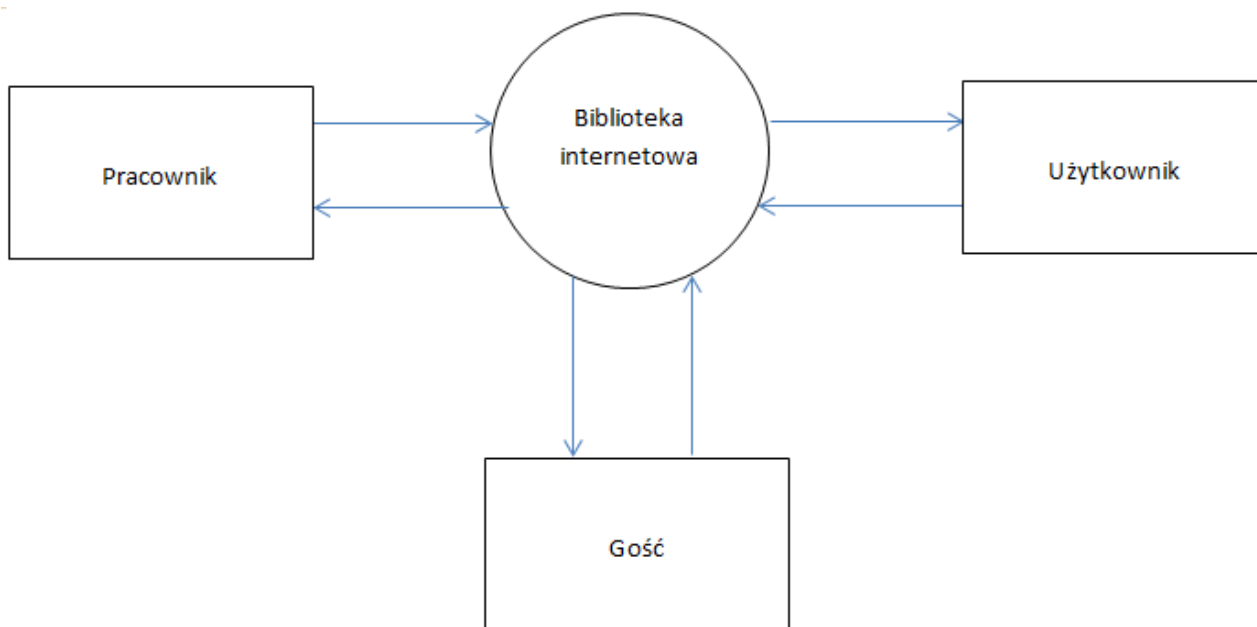 Biblioteka
internetowa
Pracownik
Użytkownik
Gość